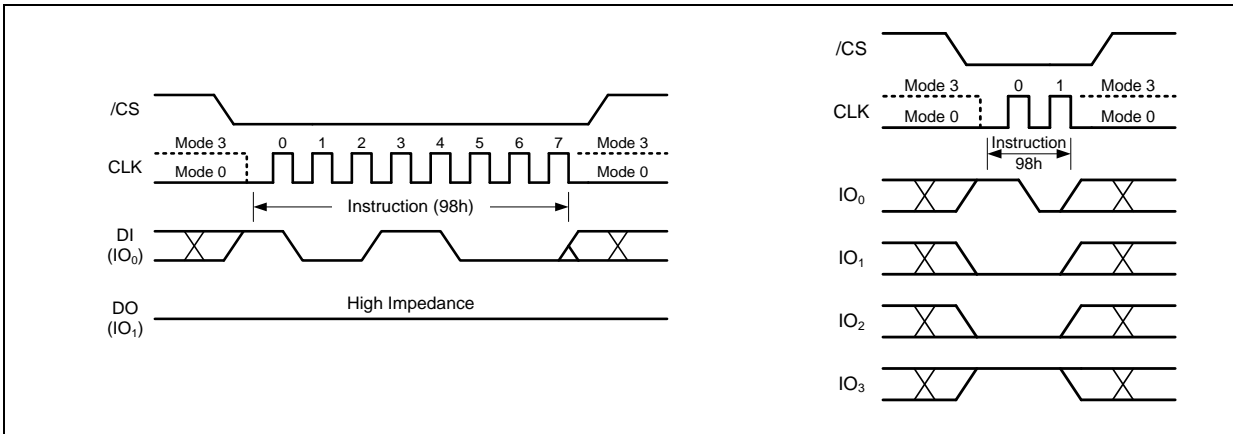 /CS
Mode 3 0 1 2 3 4 5 6 7 Mode 3
CLK
Mode 0 Mode 0
Instruction (98h)
DI
(IO0)
High Impedance
DO
(IO1)
/CS
Mode 3 0 1 Mode 3
CLK
Mode 0 Mode 0
Instruction
98h
IO0
IO1
IO2
IO3